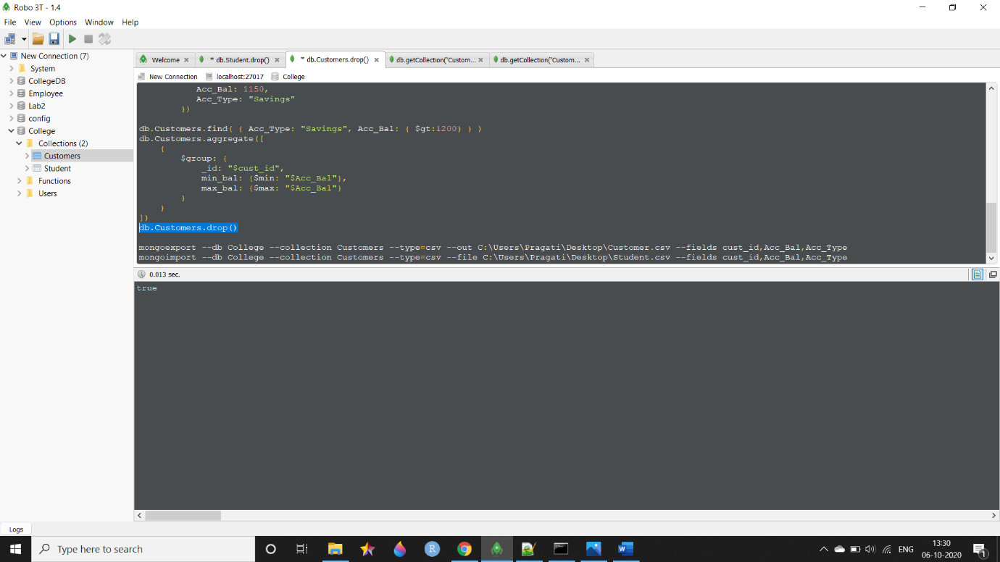 Robo 3T - 1.4
File View Options Window Help
New Connection (7)
System
CollegeDB
Employee
Lab2
config
College
Collections (2)
Customers
Student
Functions
Users
Welcome
* db.Student.drop()
* db.Customers.drop()
db.getCollection('Custom...
db.getCollection('Custom...
New Connection localhost:27017 College
Acc_Bal: 1150,
Acc_Type: "Savings"
})
db.Customers.find( { Acc_Type: "Savings", Acc_Bal: { $gt:1200} } )
db.Customers.aggregate([
{
$group: {
_id: "$cust_id",
min_bal: {$min: "$Acc_Bal"},
max_bal: {$max: "$Acc_Bal"}
}
}
])
db.Customers.drop()
mongoexport --db College --collection Customers --type=csv --out C:\Users\Pragati\Desktop\Customer.csv --fields cust_id,Acc_Bal,Acc_Type
mongoimport --db College --collection Customers --type=csv --file C:\Users\Pragati\Desktop\Student.csv --fields cust_id,Acc_Bal,Acc_Type
0.013 sec.
true
Logs
Type here to search
R
W
ENG
13:30
06-10-2020
1